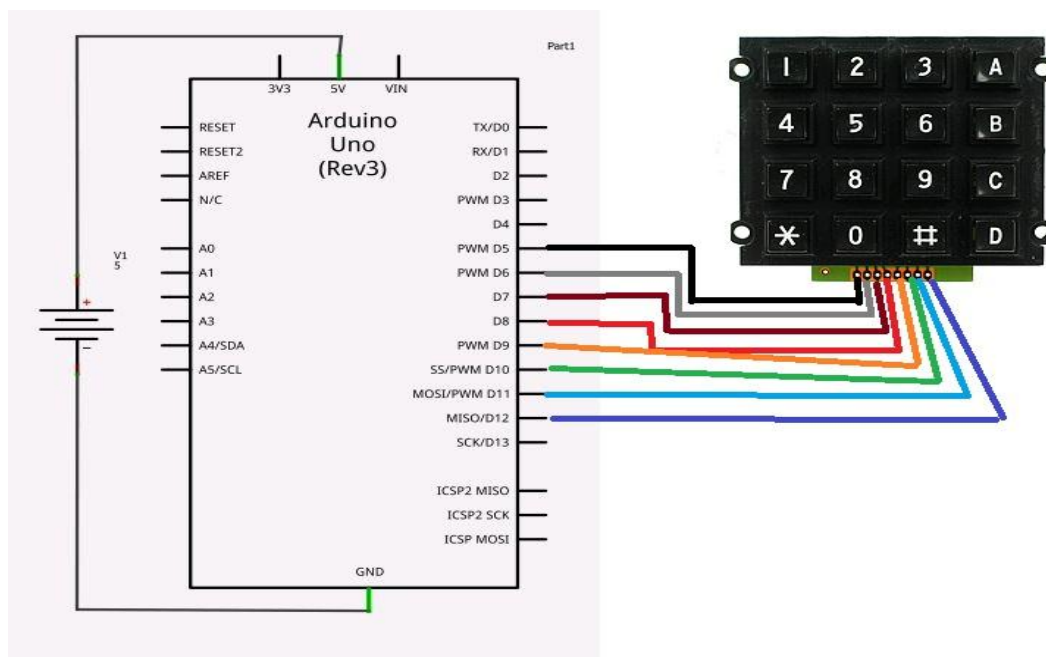 Part1
3V3 5V VIN
Arduino
Uno
(Rev3)
RESET
RESET2
AREF
N/C
A0
A1
A2
A3
A4/SDA
A5/SCL
TX/D0
RX/D1
D2
PWM D3
D4
PWM D5
PWM D6
D7
D8
PWM D9
SS/PWM D10
MOSI/PWM D11
MISO/D12
SCK/D13
ICSP2 MISO
ICSP2 SCK
ICSP MOSI
GND
V1
5
+
−
1 2 3 A
4 5 6 B
7 8 9 C
* 0 # D